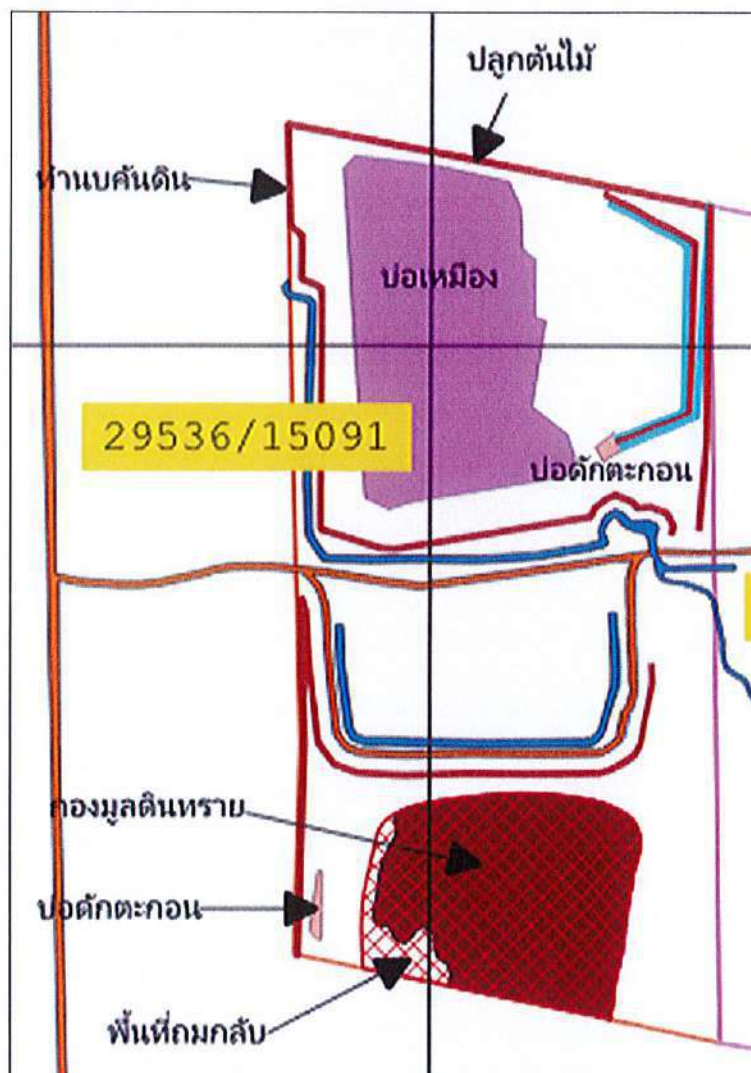 ปลูกต้นไม้
ทำนบคันดิน
บ่อเหมือง
29536/15091
บ่อดักตะกอน
กองมูลดินทราย
บ่อดักตะกอน
พื้นที่ถมกลับ